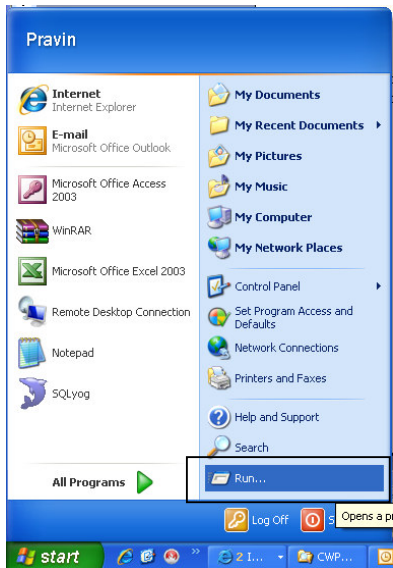 Pravin
Internet
Internet Explorer
E-mail
Microsoft Office Outlook
Microsoft Office Access
2003
WinRAR
Microsoft Office Excel 2003
Remote Desktop Connection
Notepad
SQLyog
All Programs
My Documents
My Recent Documents
My Pictures
My Music
My Computer
My Network Places
Control Panel
Set Program Access and
Defaults
Network Connections
Printers and Faxes
Help and Support
Search
Run...
Log Off
Opens a
start
2 I...
CWP...